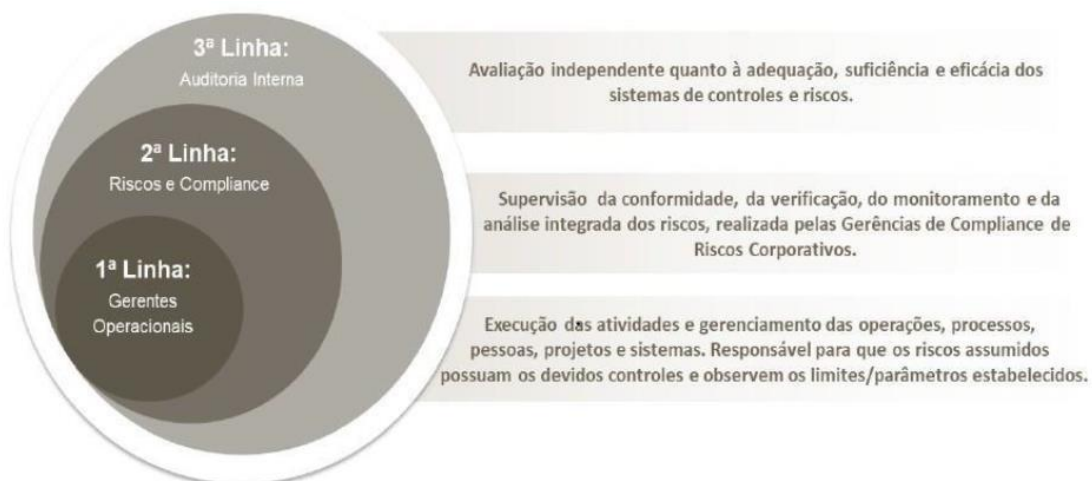 3ª Linha:
Auditoria Interna
Avaliação independente quanto à adequação, suficiência e eficácia dos
sistemas de controles e riscos.
2ª Linha:
Riscos e Compliance
Supervisão da conformidade, da verificação, do monitoramento e da
análise integrada dos riscos, realizada pelas Gerências de Compliance de
Riscos Corporativos.
1ª Linha:
Gerentes
Operacionais
Execução das atividades e gerenciamento das operações, processos,
pessoas, projetos e sistemas. Responsável para que os riscos assumidos
possuam os devidos controles e observem os limites/parâmetros estabelecidos.